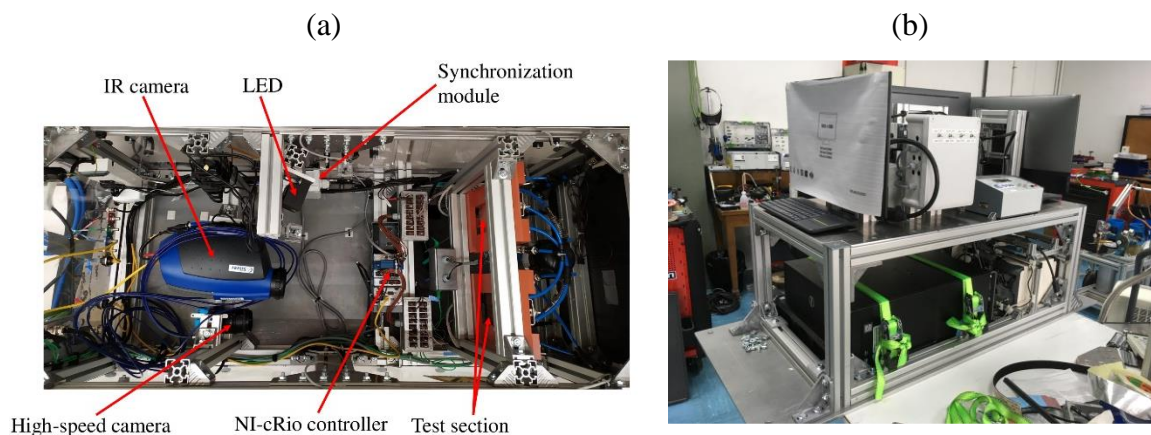 (a)
(b)
IR camera
LED
Synchronization
module
High-speed camera
NI-cRio controller
Test section